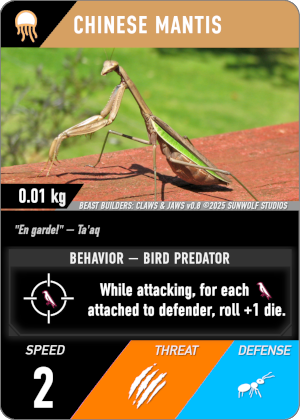 CHINESE MANTIS
0.01 kg
BEAST BUILDERS: CLAWS & JAWS v0.8 ©2025 SUNWOLF STUDIOS
"En garde!" — Ta'aq
BEHAVIOR — BIRD PREDATOR
While attacking, for each
attached to defender, roll +1 die.
SPEED THREAT DEFENSE
2